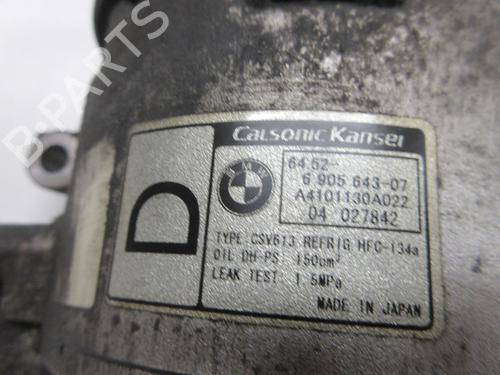 B-PARTS
Calsonic Kansei
BMW
D
64.52-
6 905 643-07
A4101130A022
04 027842
TYPE CSV613 REFRIG HFC-134a
OIL DH-PS: 150cm³
LEAK TEST: 1.5MPa
MADE IN JAPAN